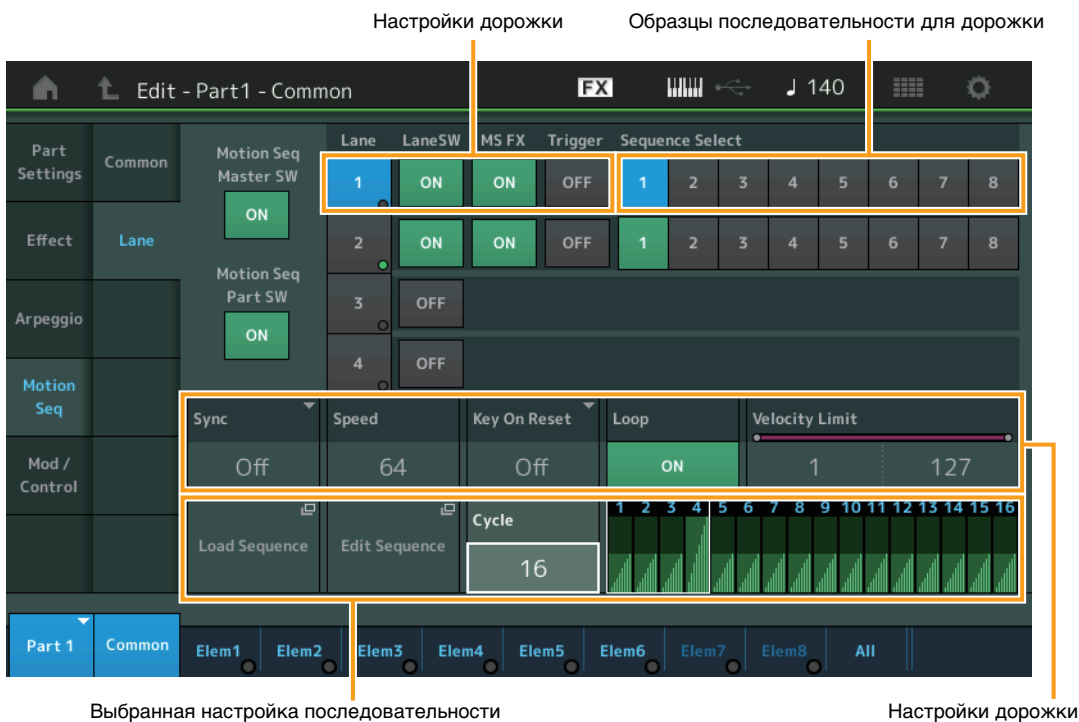 Настройки дорожки
Образцы последовательности для дорожки
Edit - Part1 - Common
FX
♩ 140
Part Settings
Common
Effect
Lane
Arpeggio
Motion Seq
Mod / Control
Motion Seq Master SW
ON
Motion Seq Part SW
ON
Lane LaneSW MS FX Trigger Sequence Select
1 ON ON OFF 1 2 3 4 5 6 7 8
2 ON ON OFF 1 2 3 4 5 6 7 8
3 OFF
4 OFF
Sync Speed Key On Reset Loop Velocity Limit
Off 64 Off ON 1 127
Load Sequence Edit Sequence Cycle 1 2 3 4 5 6 7 8 9 10 11 12 13 14 15 16
16
Part 1 Common Elem1 Elem2 Elem3 Elem4 Elem5 Elem6 Elem7 Elem8 All
Выбранная настройка последовательности
Настройки дорожки